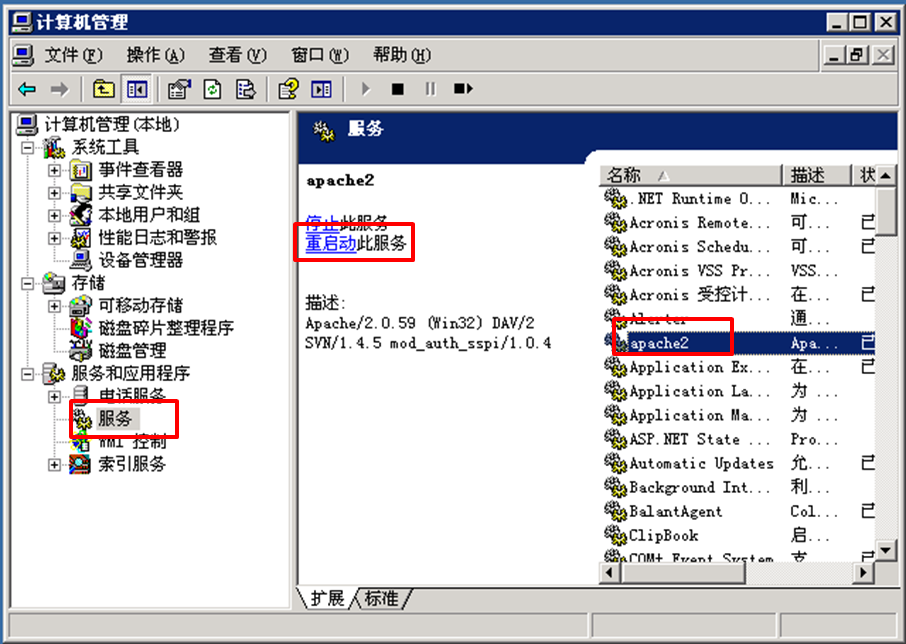 计算机管理
文件(F) 操作(A) 查看(V) 窗口(W) 帮助(H)
计算机管理(本地)
系统工具
事件查看器
共享文件夹
本地用户和组
性能日志和警报
设备管理器
存储
可移动存储
磁盘碎片整理程序
磁盘管理
服务和应用程序
电话服务
服务
WMI 控制
索引服务
服务
apache2
停止此服务
重启动此服务
描述:
Apache/2.0.59 (Win32) DAV/2
SVN/1.4.5 mod_auth_sspi/1.0.4
名称 描述 状
.NET Runtime O... Mic...
Acronis Remote... 可... 已
Acronis Schedu... 可... 已
Acronis VSS Pr... VSS...
Acronis 受控计... 在... 已
Alerter 通...
apache2 Apa... 已
Application Ex... 在... 已
Application La... 为...
Application Ma... 为...
ASP.NET State ... Pro...
Automatic Updates 允... 已
Background Int... 利...
BalantAgent Col... 已
ClipBook 启...
COM+ Event System 支... 已
扩展 标准